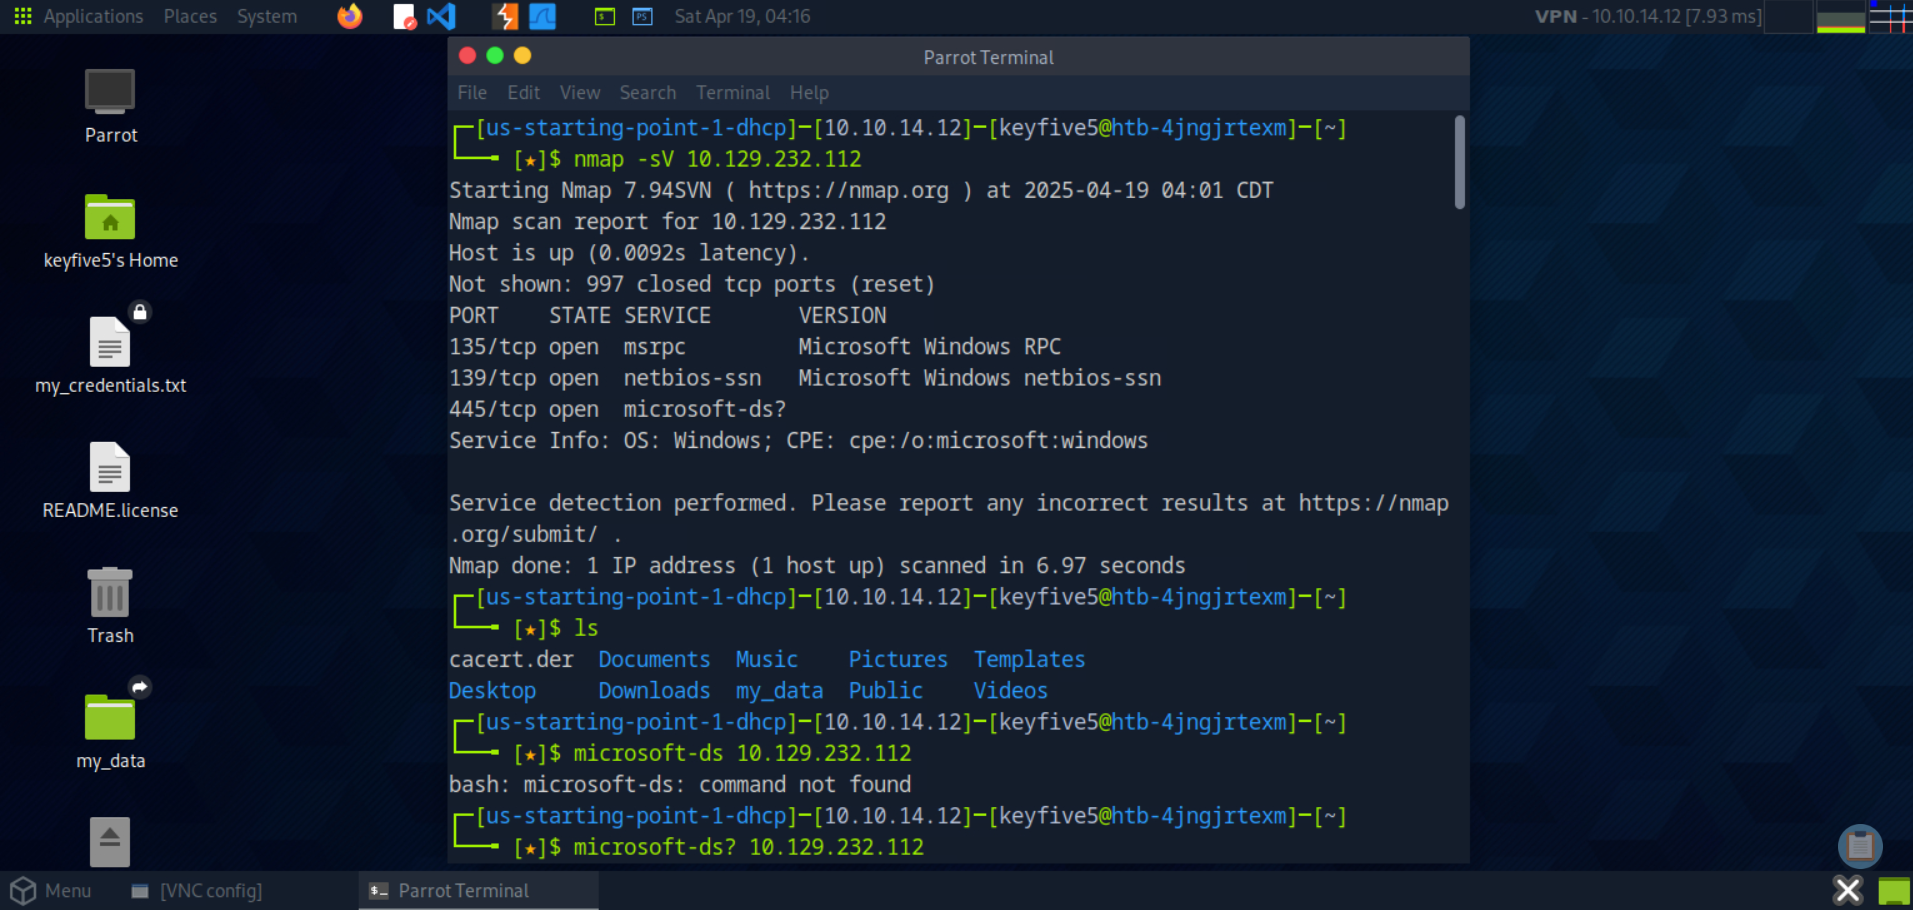 Applications Places System Sat Apr 19, 04:16 VPN - 10.10.14.12 [7.93 ms]
Parrot Terminal
File Edit View Search Terminal Help
Parrot
keyfive5's Home
my_credentials.txt
README.license
Trash
my_data
[us-starting-point-1-dhcp]-[10.10.14.12]-[keyfive5@htb-4jngjrtexm]-[~]
[★]$ nmap -sV 10.129.232.112
Starting Nmap 7.94SVN ( https://nmap.org ) at 2025-04-19 04:01 CDT
Nmap scan report for 10.129.232.112
Host is up (0.0092s latency).
Not shown: 997 closed tcp ports (reset)
PORT    STATE SERVICE       VERSION
135/tcp open  msrpc         Microsoft Windows RPC
139/tcp open  netbios-ssn   Microsoft Windows netbios-ssn
445/tcp open  microsoft-ds?
Service Info: OS: Windows; CPE: cpe:/o:microsoft:windows
Service detection performed. Please report any incorrect results at https://nmap
.org/submit/ .
Nmap done: 1 IP address (1 host up) scanned in 6.97 seconds
[us-starting-point-1-dhcp]-[10.10.14.12]-[keyfive5@htb-4jngjrtexm]-[~]
[★]$ ls
cacert.der  Documents  Music    Pictures  Templates
Desktop     Downloads  my_data  Public    Videos
[us-starting-point-1-dhcp]-[10.10.14.12]-[keyfive5@htb-4jngjrtexm]-[~]
[★]$ microsoft-ds 10.129.232.112
bash: microsoft-ds: command not found
[us-starting-point-1-dhcp]-[10.10.14.12]-[keyfive5@htb-4jngjrtexm]-[~]
[★]$ microsoft-ds? 10.129.232.112
Menu [VNC config] Parrot Terminal